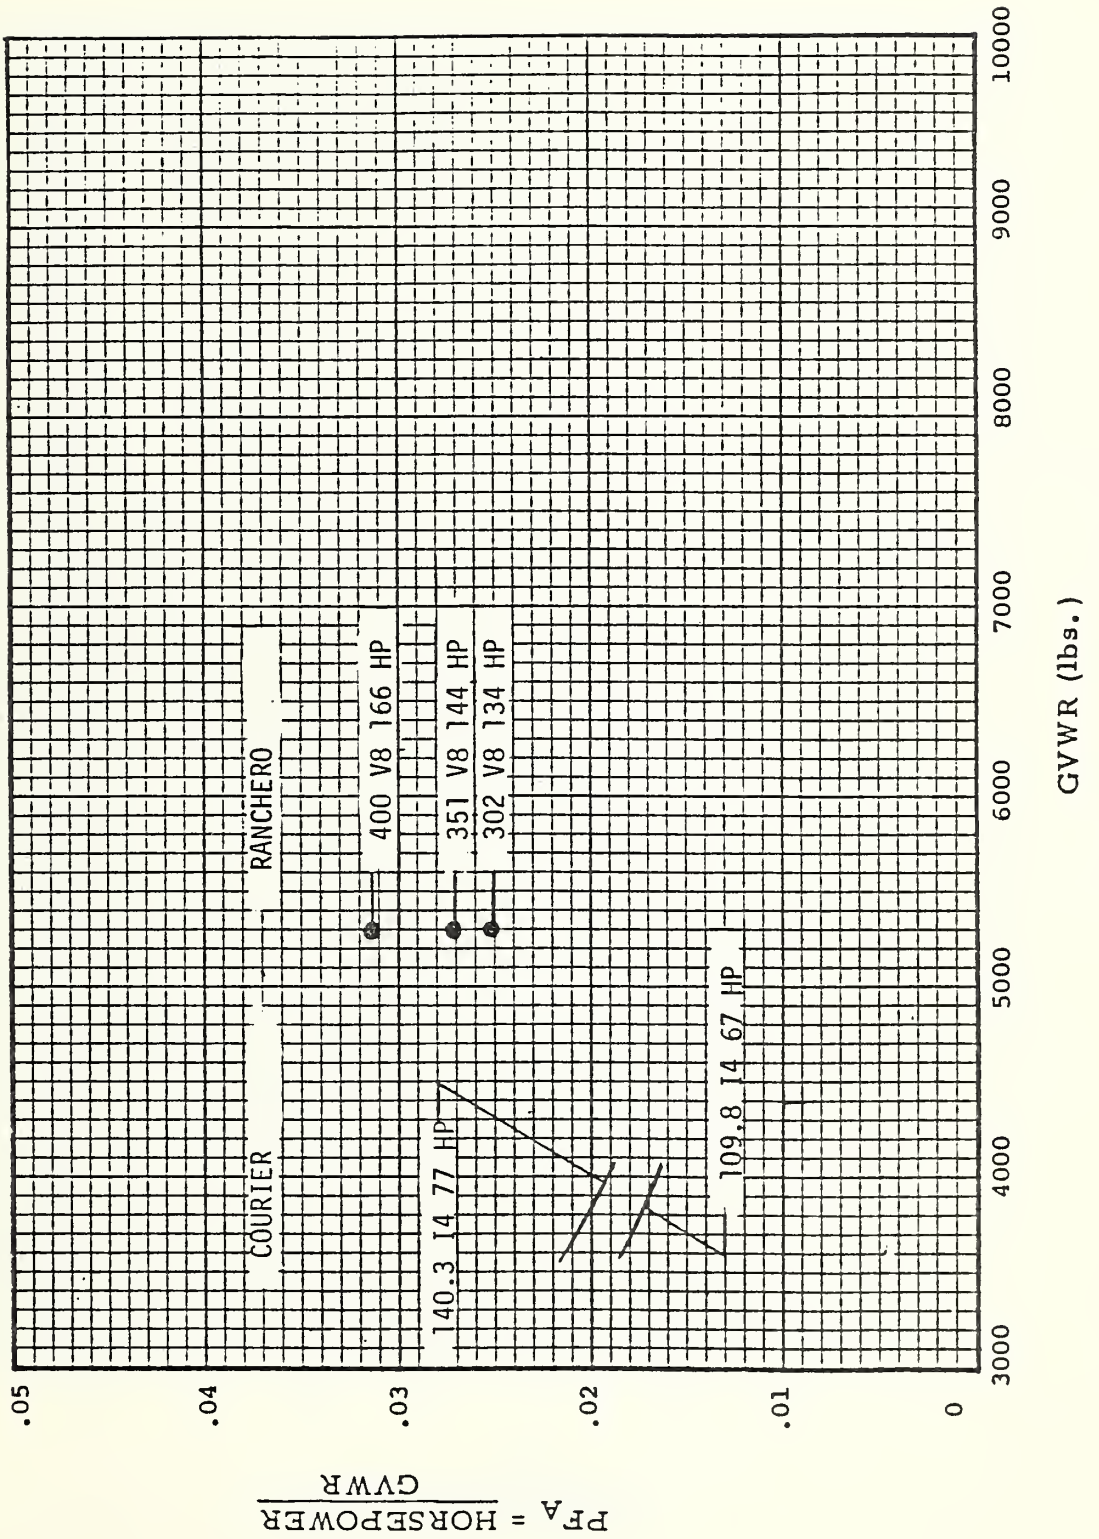 PF_A = HORSEPOWER
GVWR
.05
.04
.03
.02
.01
0
COURIER
RANCHERO
400 V8 166 HP
351 V8 144 HP
302 V8 134 HP
140.3 I4 77 HP
109.8 I4 67 HP
3000
4000
5000
6000
7000
8000
9000
10000
GVWR (lbs.)